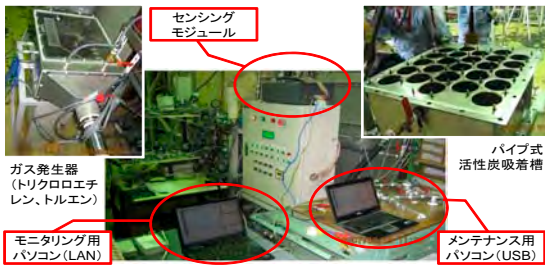 センシング
モジュール
ガス発生器
(トリクロロエチ
レン、トルエン)
パイプ式
活性炭吸着槽
モニタリング用
パソコン(LAN)
メンテナンス用
パソコン(USB)